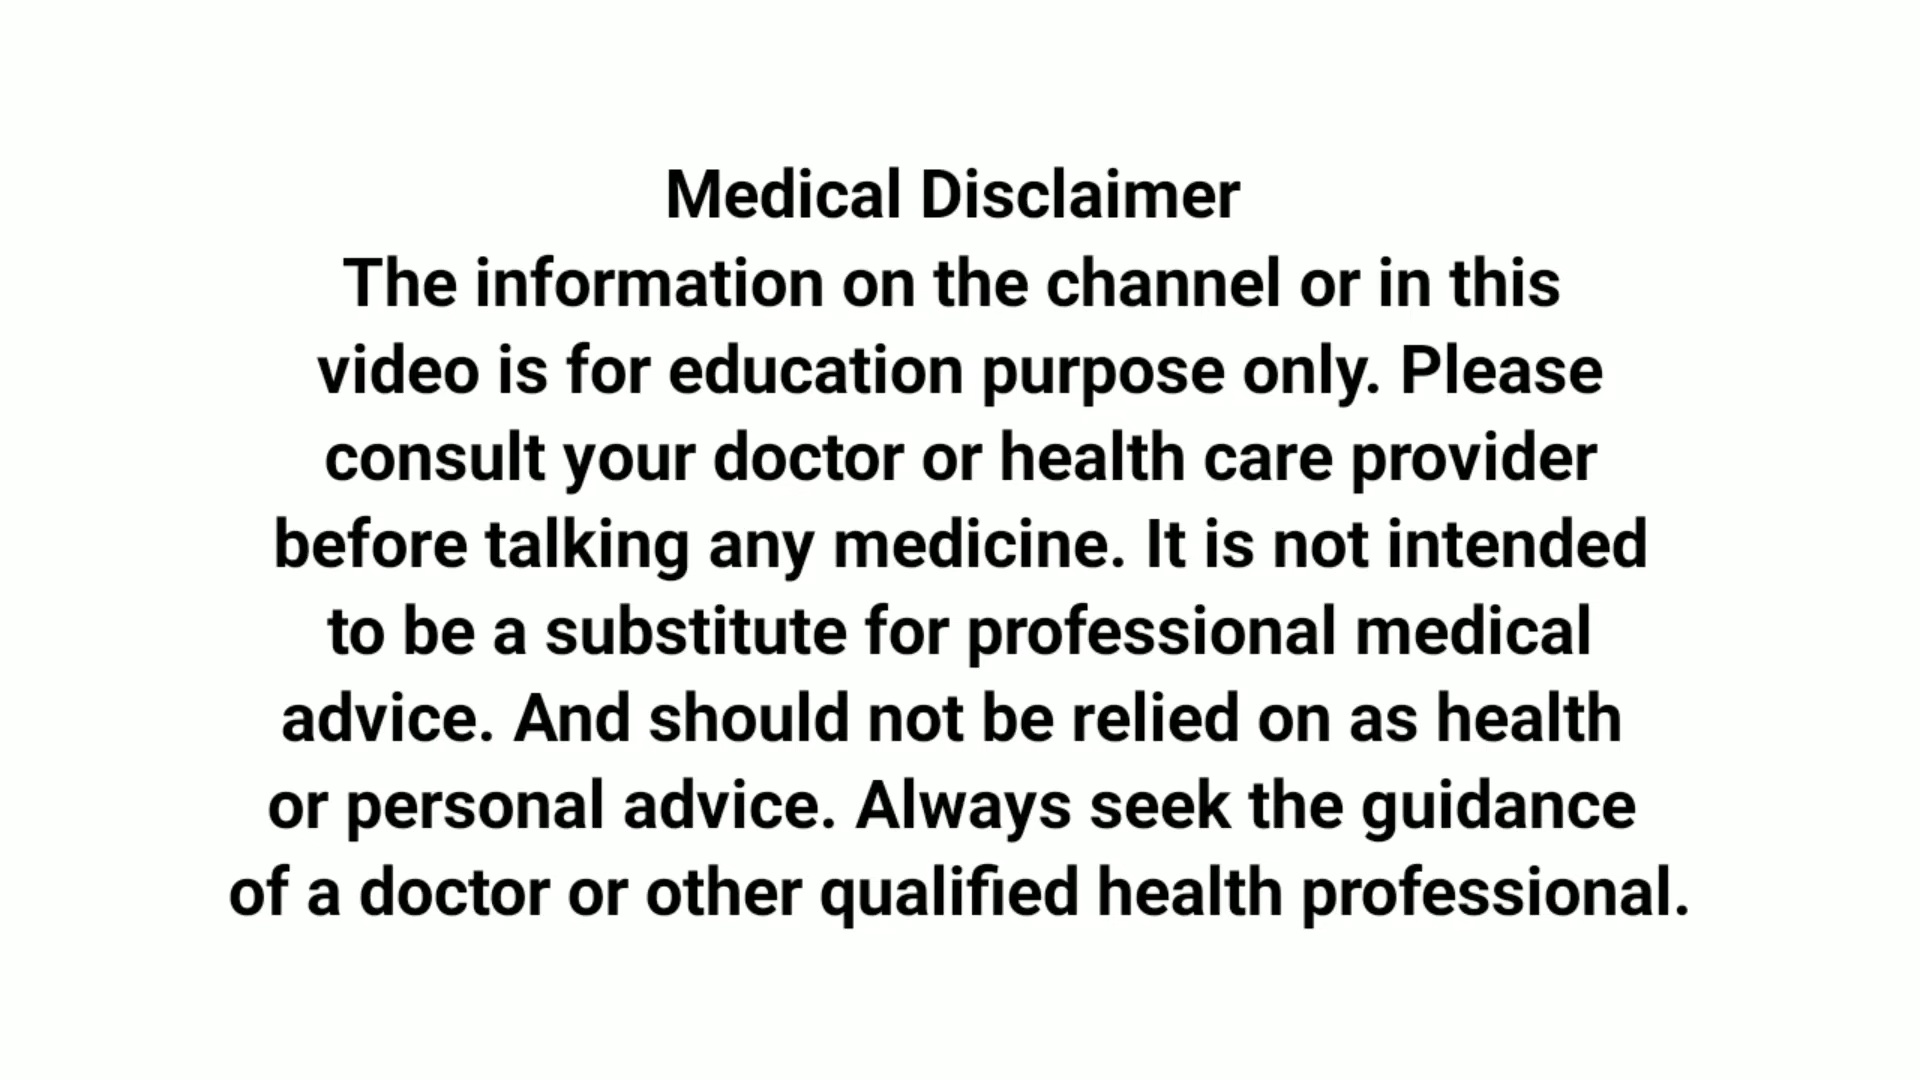 Medical Disclaimer
The information on the channel or in this
video is for education purpose only. Please
consult your doctor or health care provider
before talking any medicine. It is not intended
to be a substitute for professional medical
advice. And should not be relied on as health
or personal advice. Always seek the guidance
of a doctor or other qualified health professional.